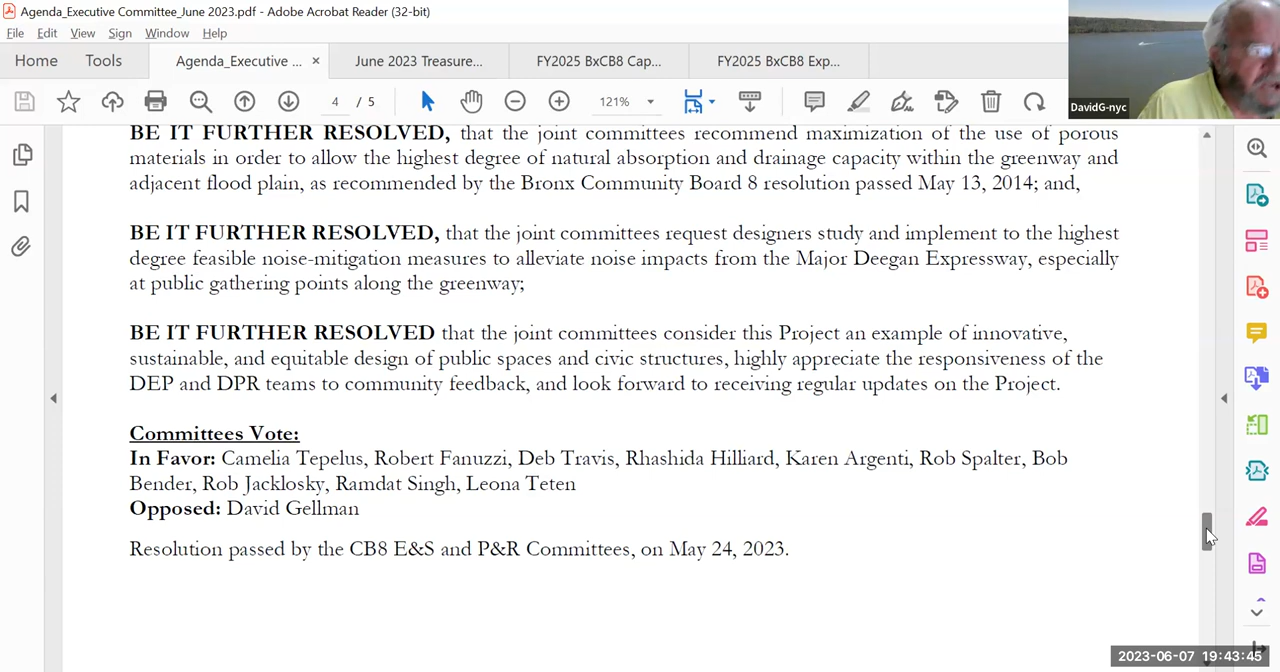 Agenda_Executive Committee_June 2023.pdf - Adobe Acrobat Reader (32-bit)
File Edit View Sign Window Help
Home Tools Agenda_Executive ... × June 2023 Treasure... FY2025 BxCB8 Cap... FY2025 BxCB8 Exp...
4 / 5 121%
DavidG-nyc
BE IT FURTHER RESOLVED, that the joint committees recommend maximization of the use of porous
materials in order to allow the highest degree of natural absorption and drainage capacity within the greenway and
adjacent flood plain, as recommended by the Bronx Community Board 8 resolution passed May 13, 2014; and,
BE IT FURTHER RESOLVED, that the joint committees request designers study and implement to the highest
degree feasible noise-mitigation measures to alleviate noise impacts from the Major Deegan Expressway, especially
at public gathering points along the greenway;
BE IT FURTHER RESOLVED that the joint committees consider this Project an example of innovative,
sustainable, and equitable design of public spaces and civic structures, highly appreciate the responsiveness of the
DEP and DPR teams to community feedback, and look forward to receiving regular updates on the Project.
Committees Vote:
In Favor: Camelia Tepelus, Robert Fanuzzi, Deb Travis, Rhashida Hilliard, Karen Argenti, Rob Spalter, Bob
Bender, Rob Jacklosky, Ramdat Singh, Leona Teten
Opposed: David Gellman
Resolution passed by the CB8 E&S and P&R Committees, on May 24, 2023.
2023-06-07 19:43:45